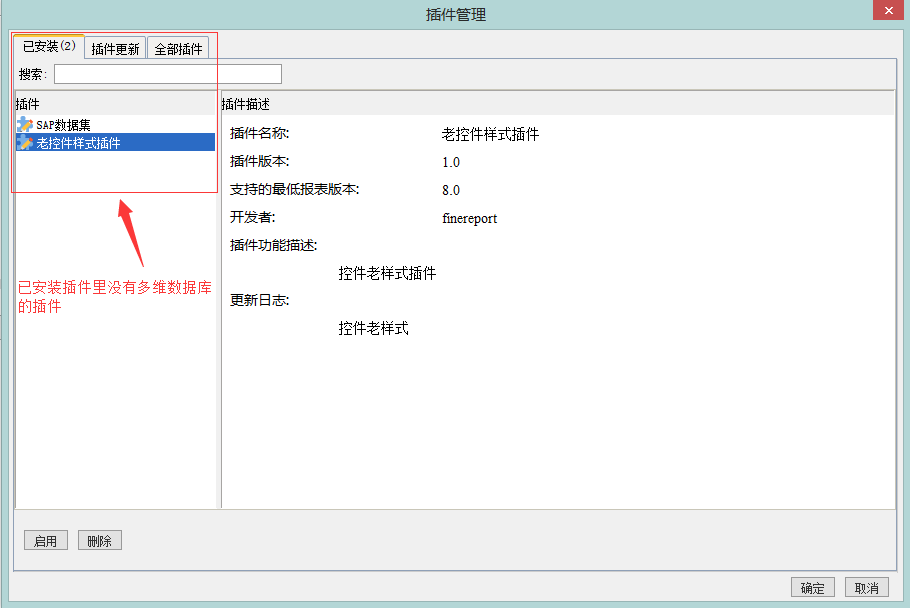 插件管理
已安装(2) 插件更新 全部插件
搜索:
插件 插件描述
SAP数据集
老控件样式插件
插件名称: 老控件样式插件
插件版本: 1.0
支持的最低报表版本: 8.0
开发者: finereport
插件功能描述:
控件老样式插件
更新日志:
控件老样式
已安装插件里没有多维数据库
的插件
启用 删除
确定 取消